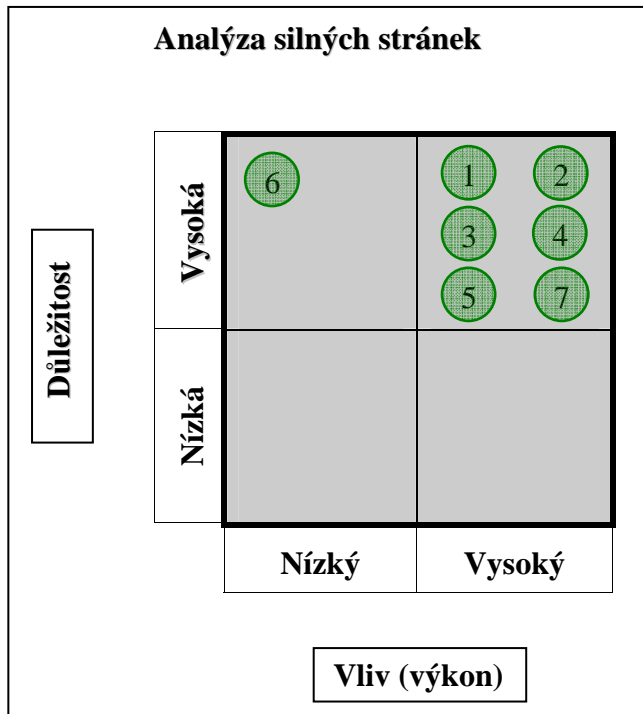 Analýza silných stránek
Důležitost
Vysoká
Nízká
6
1
2
3
4
5
7
Nízký
Vysoký
Vliv (výkon)